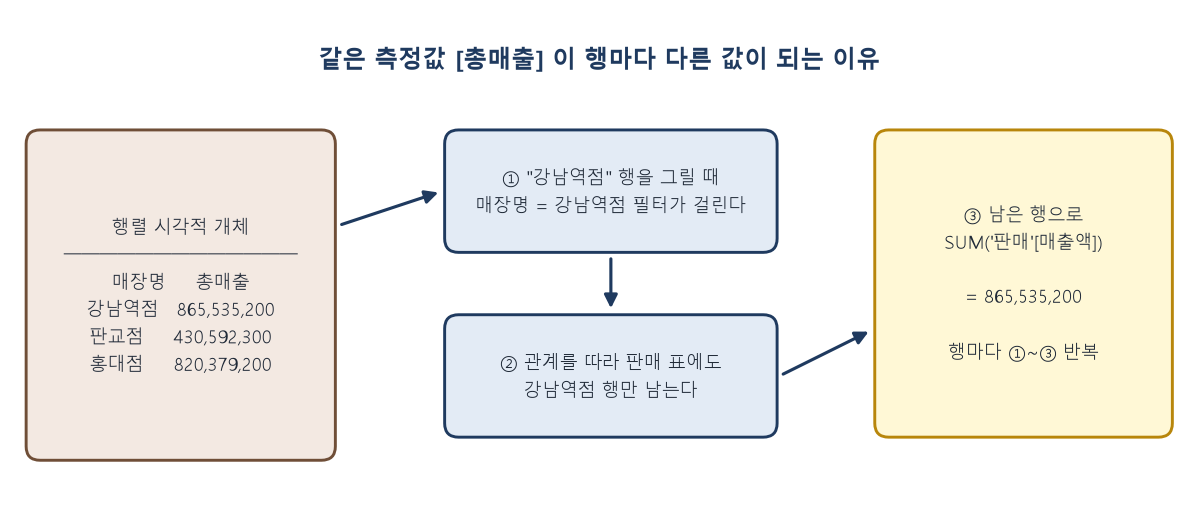 같은 측정값 [총매출] 이 행마다 다른 값이 되는 이유
행렬 시각적 개체
매장명 총매출
강남역점 865,535,200
판교점 430,592,300
홍대점 820,379,200
① "강남역점" 행을 그릴 때
매장명 = 강남역점 필터가 걸린다
② 관계를 따라 판매 표에도
강남역점 행만 남는다
③ 남은 행으로
SUM('판매'[매출액])
= 865,535,200
행마다 ①~③ 반복